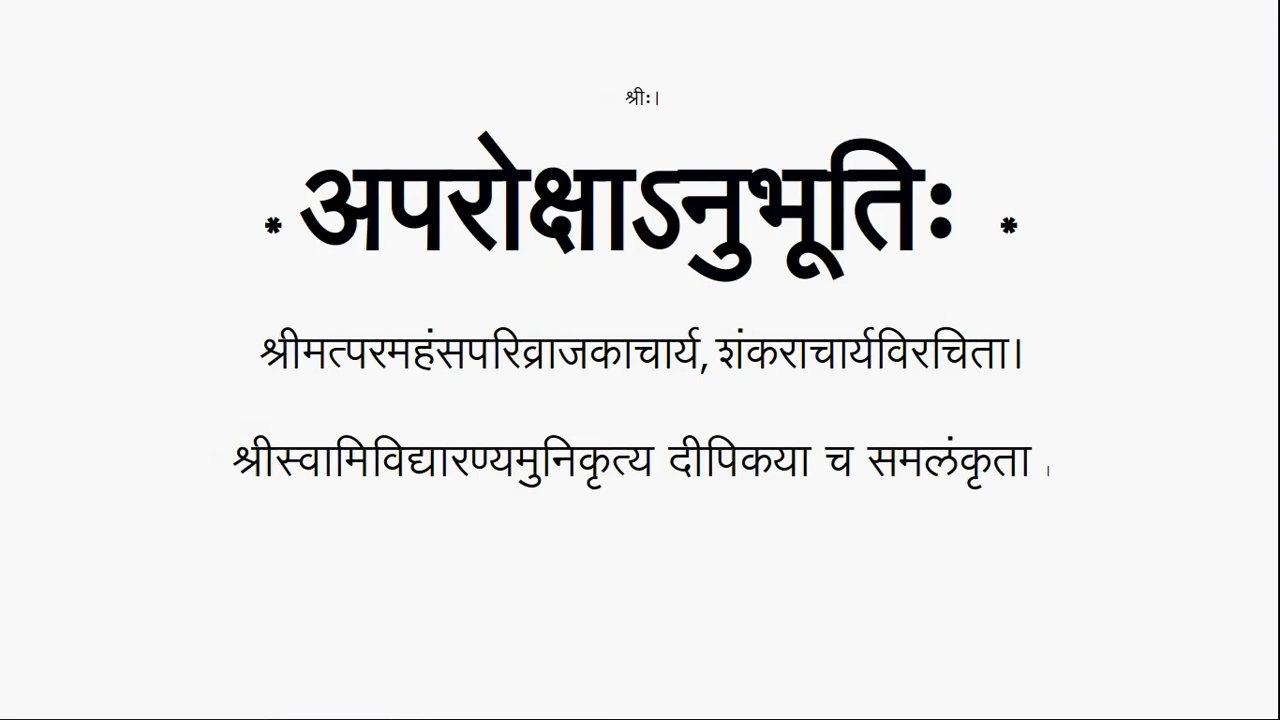 श्रीः।
* अपरोक्षाऽनुभूतिः *
श्रीमत्परमहंसपरिव्राजकाचार्य, शंकराचार्यविरचिता।
श्रीस्वामिविद्यारण्यमुनिकृत्य दीपिकया च समलंकृता ।